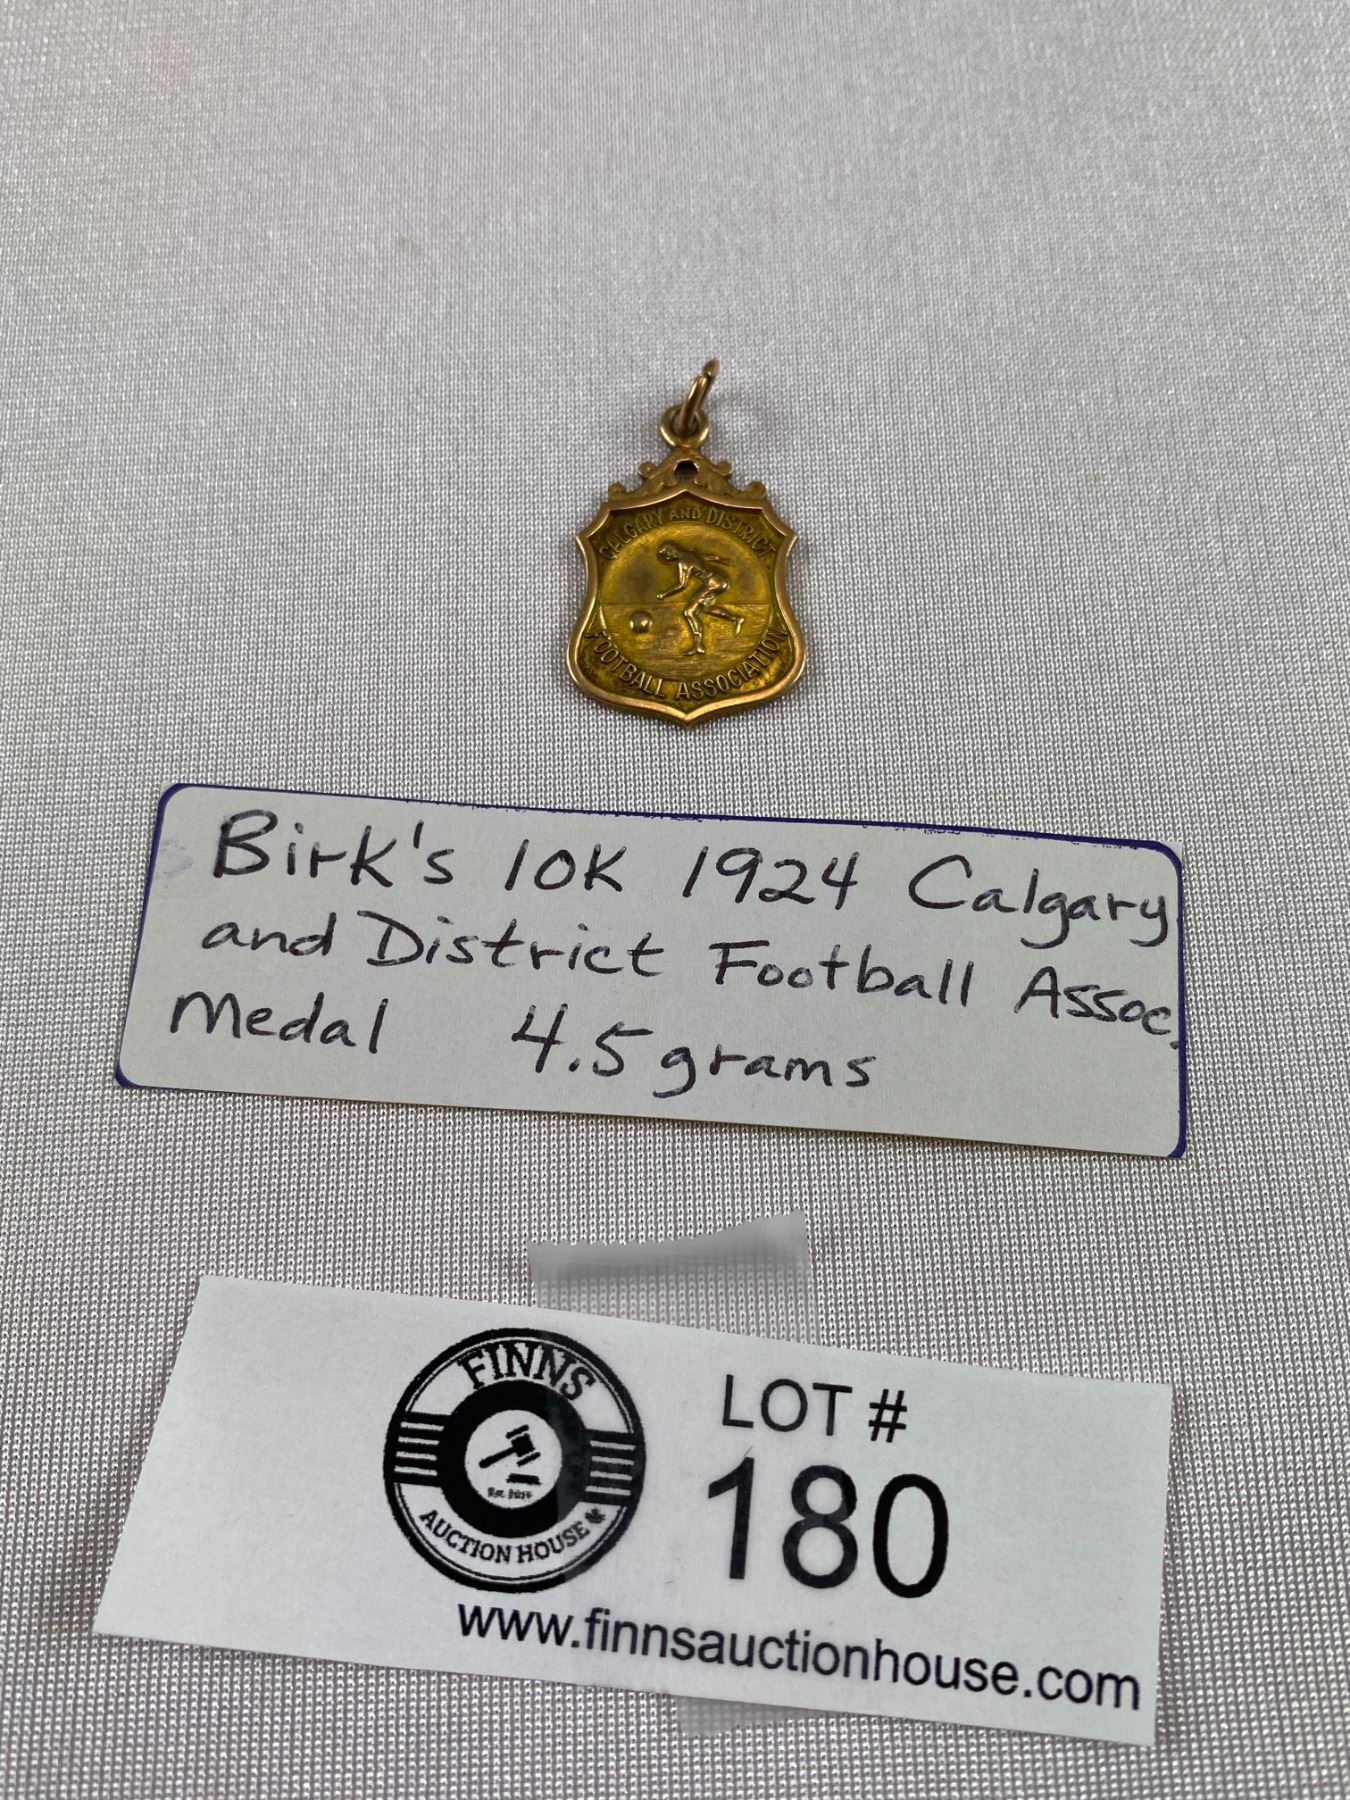 CALGARY AND DISTRICT
FOOTBALL ASSOCIATION
Birk's 10K 1924 Calgary
and District Football Assoc.
Medal 4.5 grams
FINNS
AUCTION HOUSE
LOT #
180
www.finnsauctionhouse.com